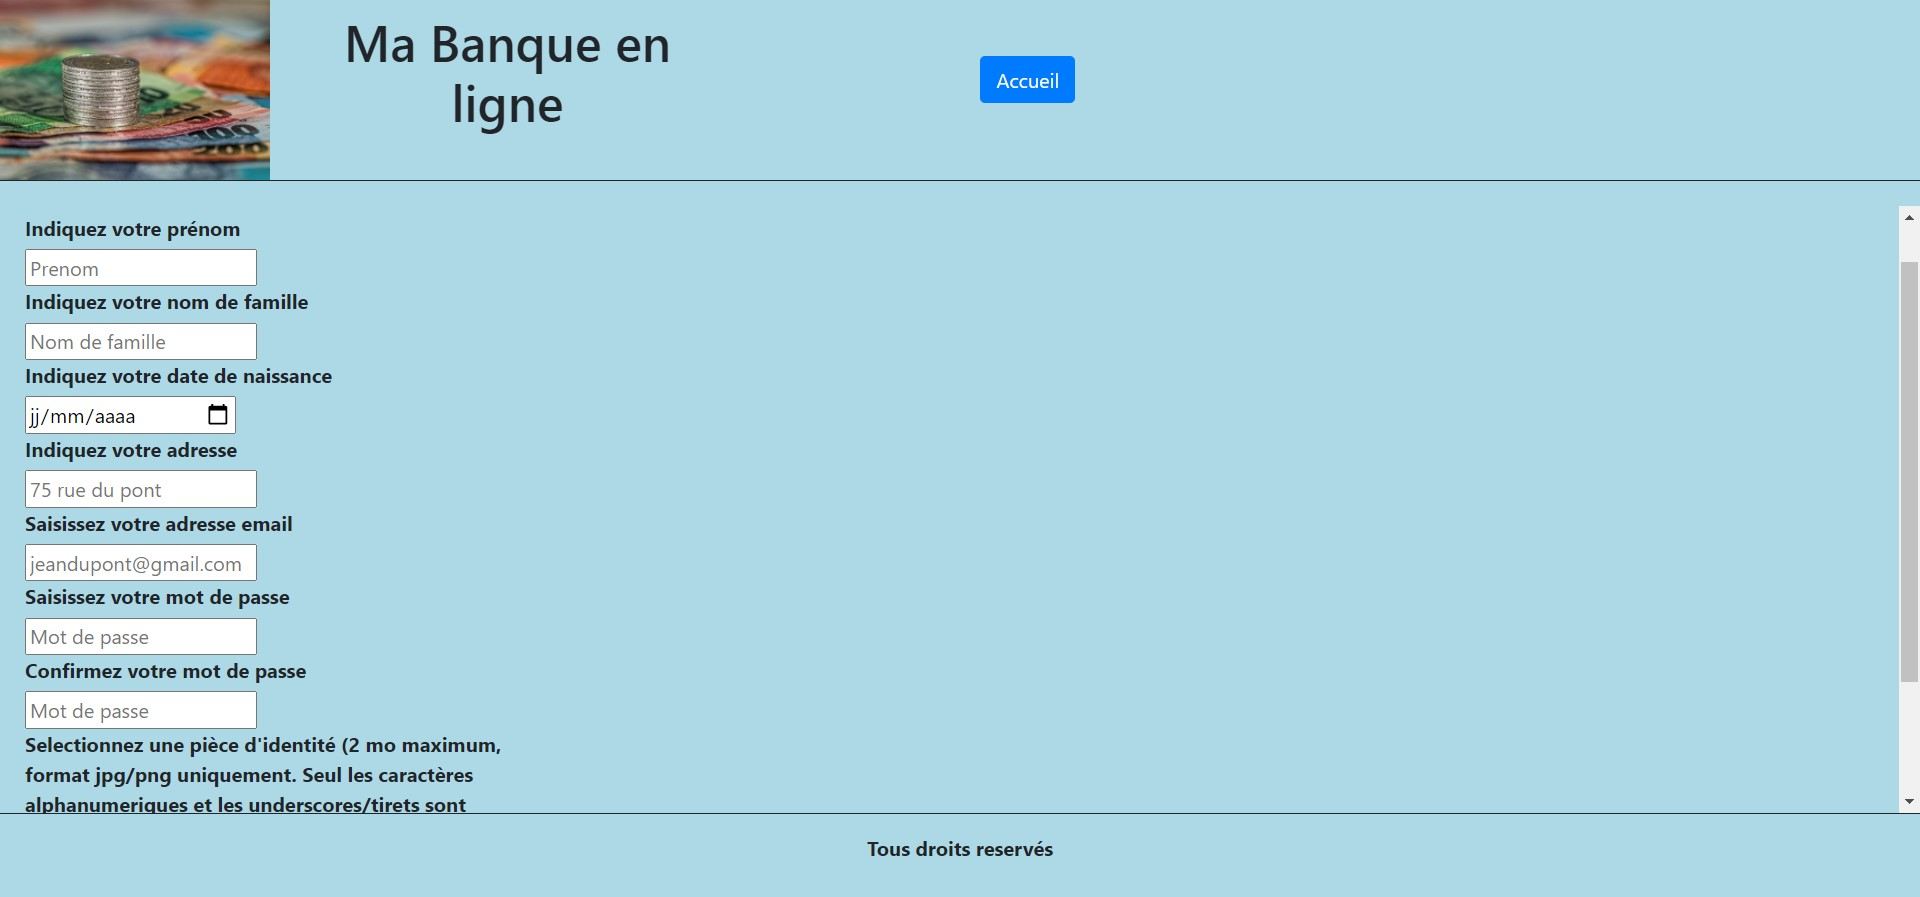 Ma Banque en
ligne
Accueil
Indiquez votre prénom
Prenom
Indiquez votre nom de famille
Nom de famille
Indiquez votre date de naissance
jj/mm/aaaa
Indiquez votre adresse
75 rue du pont
Saisissez votre adresse email
jeandupont@gmail.com
Saisissez votre mot de passe
Mot de passe
Confirmez votre mot de passe
Mot de passe
Selectionnez une pièce d'identité (2 mo maximum,
format jpg/png uniquement. Seul les caractères
alphanumeriques et les underscores/tirets sont
Tous droits reservés